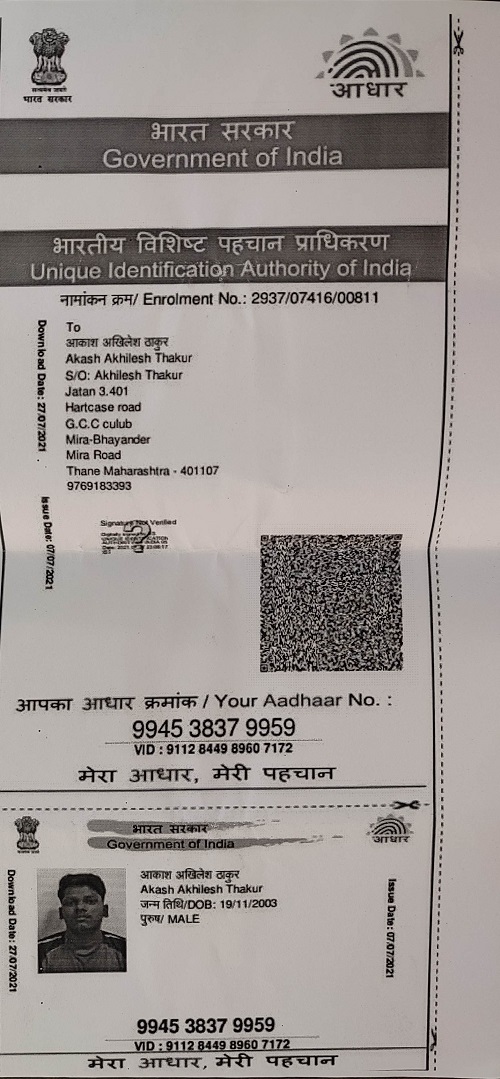 सत्यमेव जयते
भारत सरकार
आधार
भारत सरकार
Government of India
भारतीय विशिष्ट पहचान प्राधिकरण
Unique Identification Authority of India
नामांकन क्रम/ Enrolment No.: 2937/07416/00811
Download Date: 27/07/2021
To
आकाश अखिलेश ठाकुर
Akash Akhilesh Thakur
S/O: Akhilesh Thakur
Jatan 3.401
Hartcase road
G.C.C culub
Mira-Bhayander
Mira Road
Thane Maharashtra - 401107
9769183393
Issue Date: 07/07/2021
Signature Not Verified
आपका आधार क्रमांक / Your Aadhaar No. :
9945 3837 9959
VID : 9112 8449 8960 7172
मेरा आधार, मेरी पहचान
भारत सरकार
Government of India
आधार
Download Date: 27/07/2021
आकाश अखिलेश ठाकुर
Akash Akhilesh Thakur
जन्म तिथि/DOB: 19/11/2003
पुरुष/ MALE
Issue Date: 07/07/2021
9945 3837 9959
VID : 9112 8449 8960 7172
मेरा आधार, मेरी पहचान